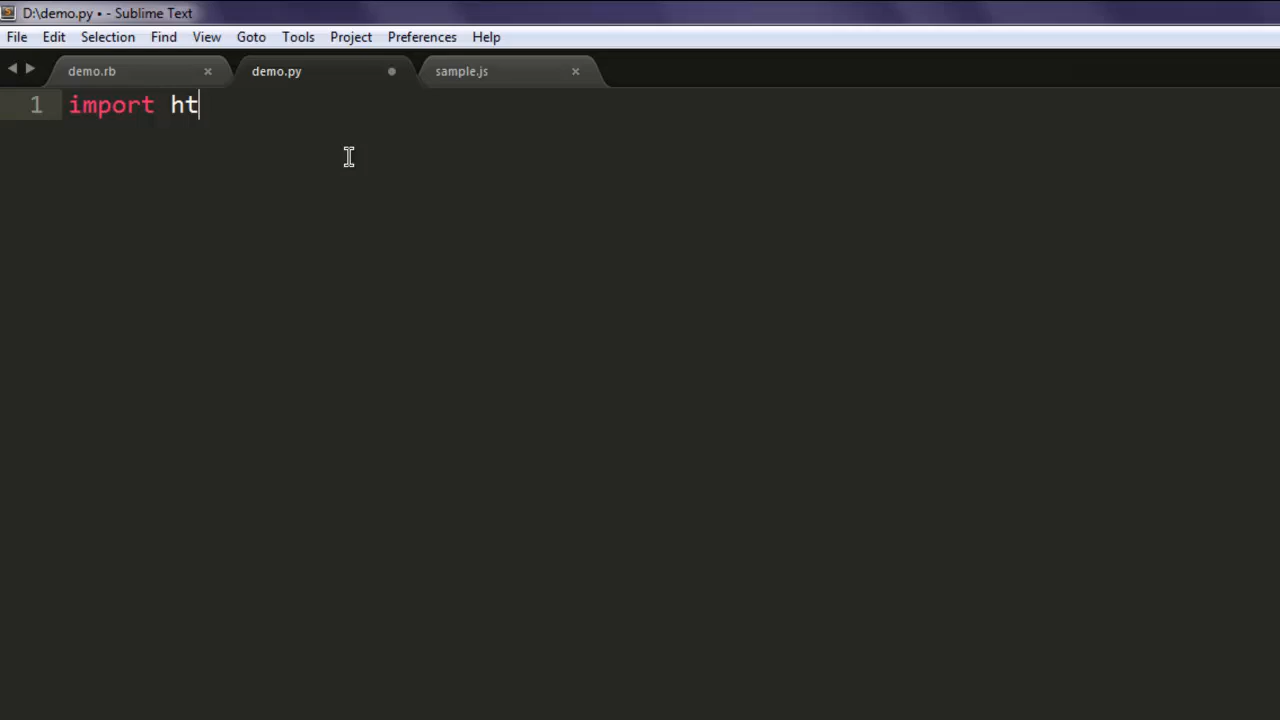 D:\demo.py • - Sublime Text
File Edit Selection Find View Goto Tools Project Preferences Help
demo.rb × demo.py sample.js ×
1 import ht